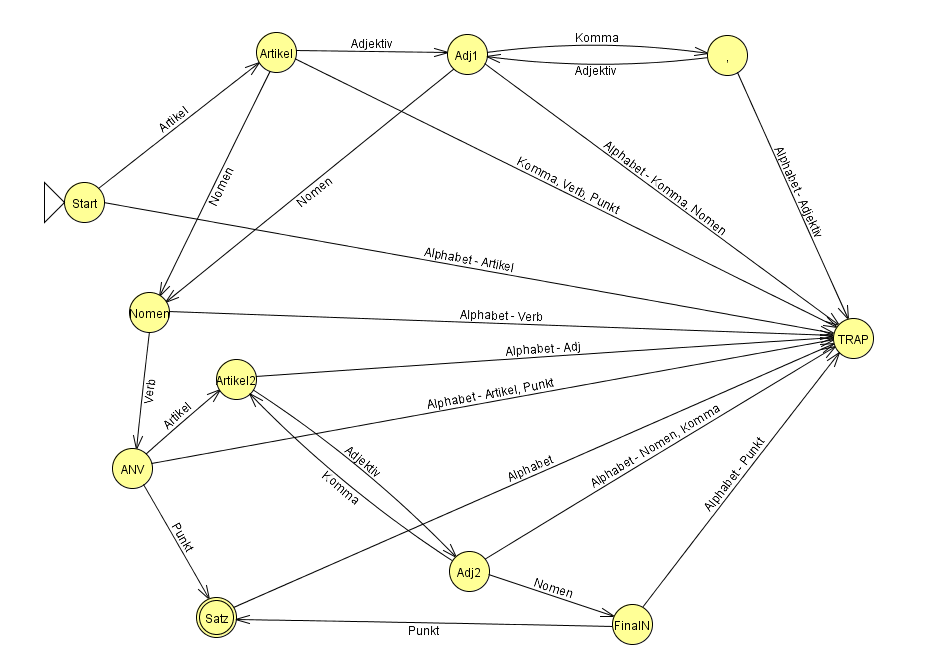 Artikel
Adjektiv
Adj1
Komma
Adjektiv
,
Artikel
Nomen
Nomen
Komma, Verb, Punkt
Alphabet - Komma, Nomen
Alphabet - Adjektiv
Start
Alphabet - Artikel
Nomen
Alphabet - Verb
TRAP
Verb
Artikel2
Alphabet - Adj
Artikel
Alphabet - Artikel, Punkt
ANV
Adjektiv
Komma
Alphabet
Alphabet - Nomen, Komma
Alphabet - Punkt
Punkt
Adj2
Nomen
Satz
Punkt
FinalN